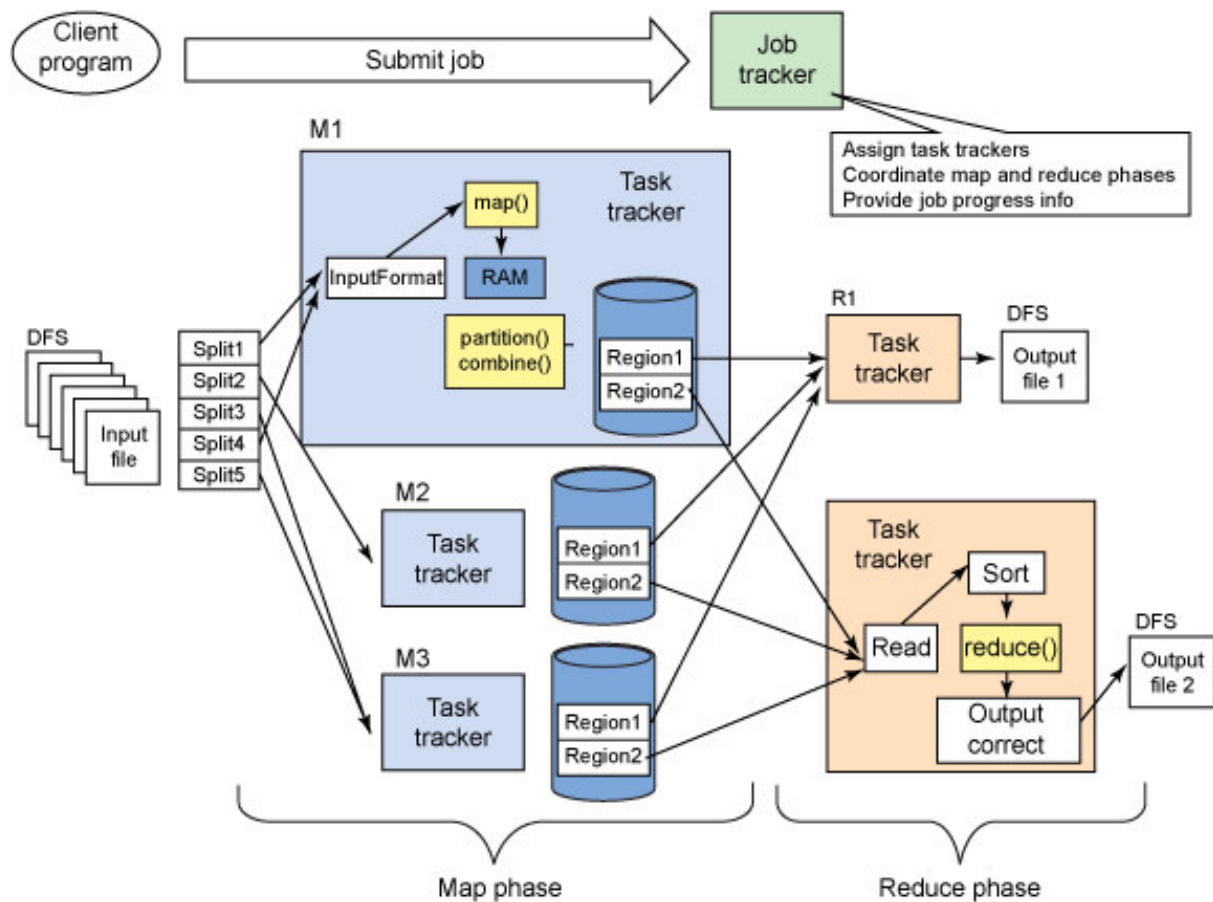 Client
program
Submit job
Job
tracker
Assign task trackers
Coordinate map and reduce phases
Provide job progress info
M1
Task
tracker
map()
InputFormat
RAM
partition()
combine()
Region1
Region2
DFS
Input
file
Split1
Split2
Split3
Split4
Split5
M2
Task
tracker
Region1
Region2
M3
Task
tracker
Region1
Region2
R1
Task
tracker
DFS
Output
file 1
Task
tracker
Sort
Read
reduce()
Output
correct
DFS
Output
file 2
Map phase
Reduce phase